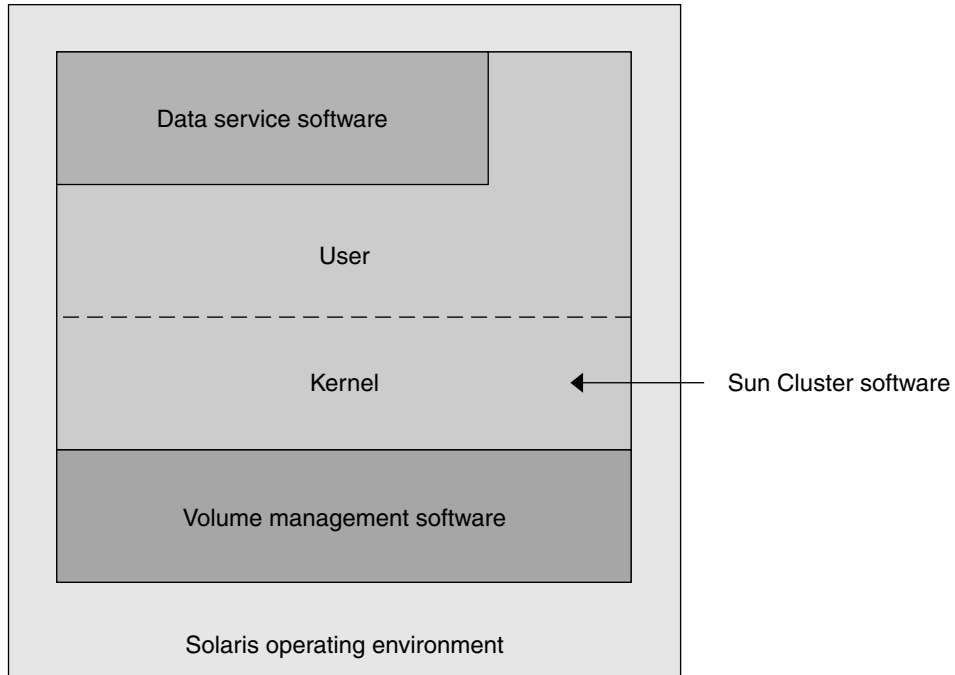 Data service software
User
Kernel
Sun Cluster software
Volume management software
Solaris operating environment